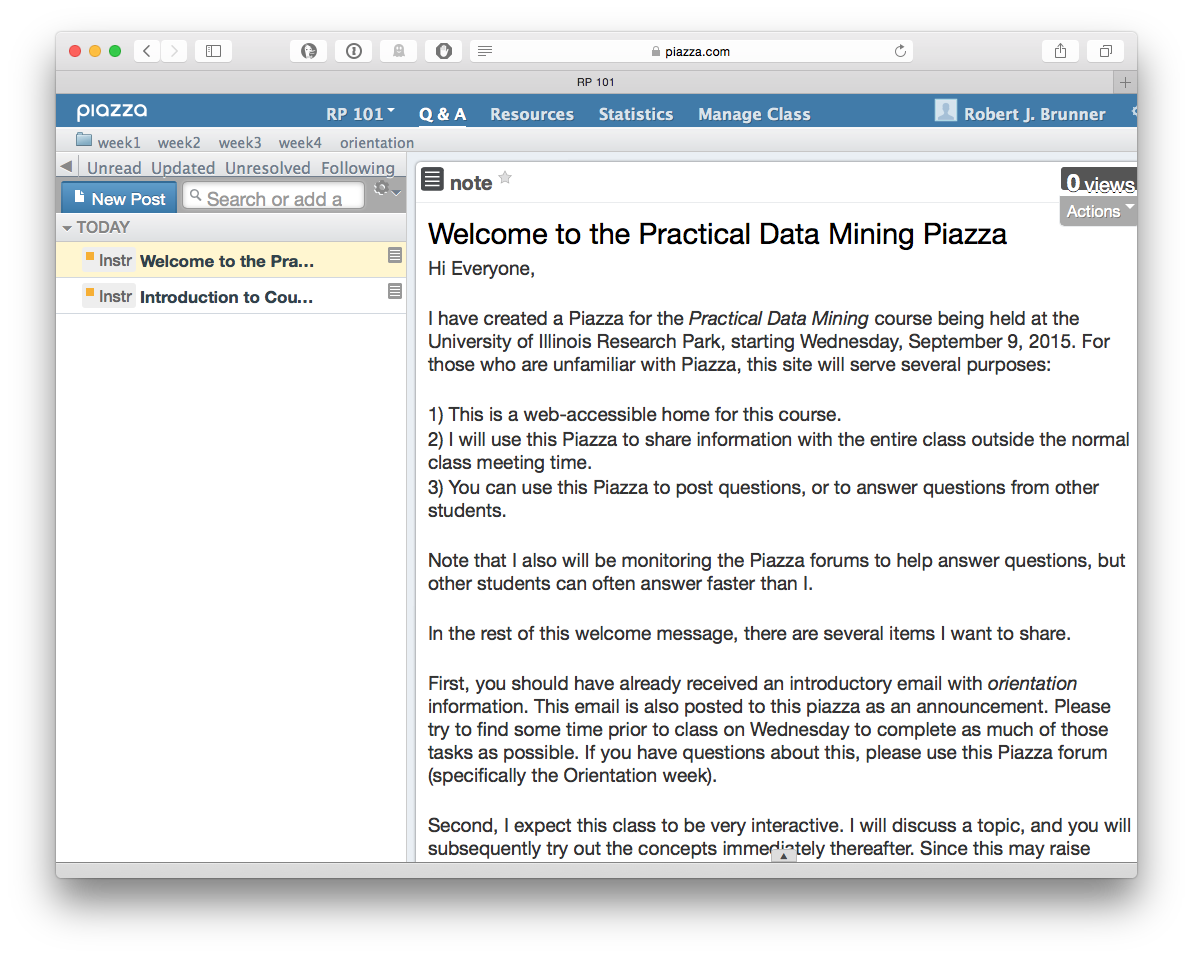 piazza.com
RP 101
piazza
RP 101 Q & A Resources Statistics Manage Class Robert J. Brunner
week1 week2 week3 week4 orientation
Unread Updated Unresolved Following
New Post Search or add a
TODAY
Instr Welcome to the Pra...
Instr Introduction to Cou...
note
0 views
Actions
Welcome to the Practical Data Mining Piazza
Hi Everyone,
I have created a Piazza for the Practical Data Mining course being held at the
University of Illinois Research Park, starting Wednesday, September 9, 2015. For
those who are unfamiliar with Piazza, this site will serve several purposes:
1) This is a web-accessible home for this course.
2) I will use this Piazza to share information with the entire class outside the normal
class meeting time.
3) You can use this Piazza to post questions, or to answer questions from other
students.
Note that I also will be monitoring the Piazza forums to help answer questions, but
other students can often answer faster than I.
In the rest of this welcome message, there are several items I want to share.
First, you should have already received an introductory email with orientation
information. This email is also posted to this piazza as an announcement. Please
try to find some time prior to class on Wednesday to complete as much of those
tasks as possible. If you have questions about this, please use this Piazza forum
(specifically the Orientation week).
Second, I expect this class to be very interactive. I will discuss a topic, and you will
subsequently try out the concepts immediately thereafter. Since this may raise